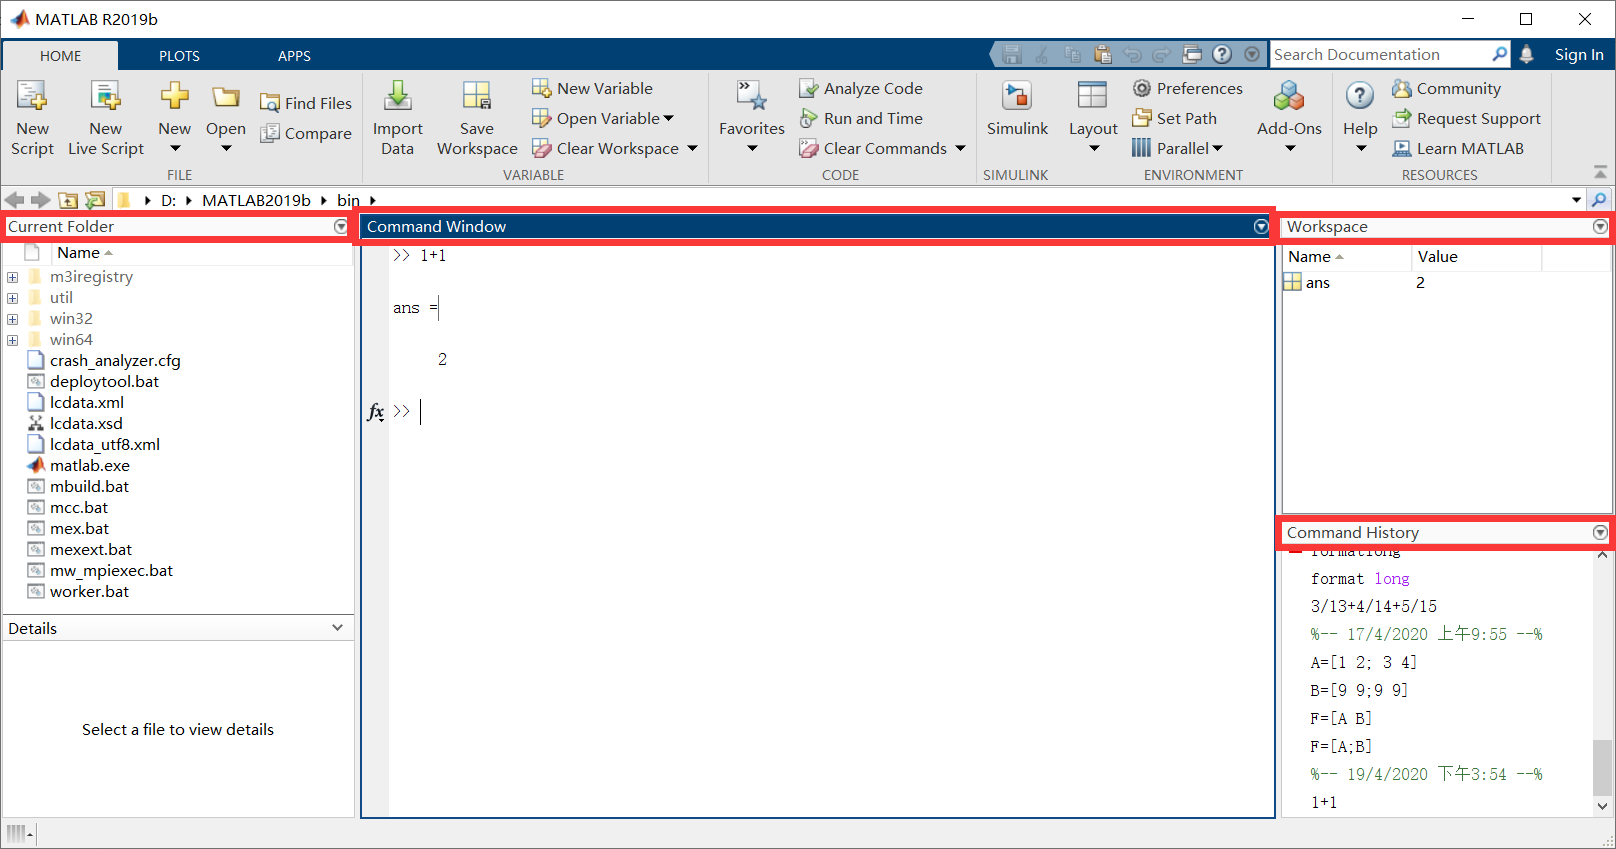 MATLAB R2019b
HOME PLOTS APPS
Search Documentation
Sign In
New Script
New Live Script
New
Open
Find Files
Compare
FILE
Import Data
Save Workspace
New Variable
Open Variable
Clear Workspace
VARIABLE
Favorites
Analyze Code
Run and Time
Clear Commands
CODE
Simulink
SIMULINK
Layout
Preferences
Set Path
Parallel
Add-Ons
ENVIRONMENT
Help
Community
Request Support
Learn MATLAB
RESOURCES
D: MATLAB2019b bin
Current Folder
Name
m3iregistry
util
win32
win64
crash_analyzer.cfg
deploytool.bat
lcdata.xml
lcdata.xsd
lcdata_utf8.xml
matlab.exe
mbuild.bat
mcc.bat
mex.bat
mexext.bat
mw_mpiexec.bat
worker.bat
Details
Select a file to view details
Command Window
>> 1+1
ans =
2
fx >>
Workspace
Name Value
ans 2
Command History
formatlong
format long
3/13+4/14+5/15
%-- 17/4/2020 上午9:55 --%
A=[1 2; 3 4]
B=[9 9;9 9]
F=[A B]
F=[A;B]
%-- 19/4/2020 下午3:54 --%
1+1